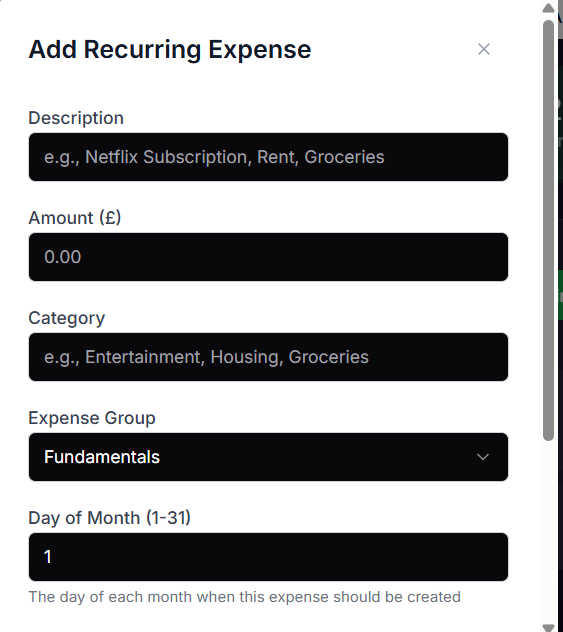 Add Recurring Expense
Description
e.g., Netflix Subscription, Rent, Groceries
Amount (£)
0.00
Category
e.g., Entertainment, Housing, Groceries
Expense Group
Fundamentals
Day of Month (1-31)
1
The day of each month when this expense should be created